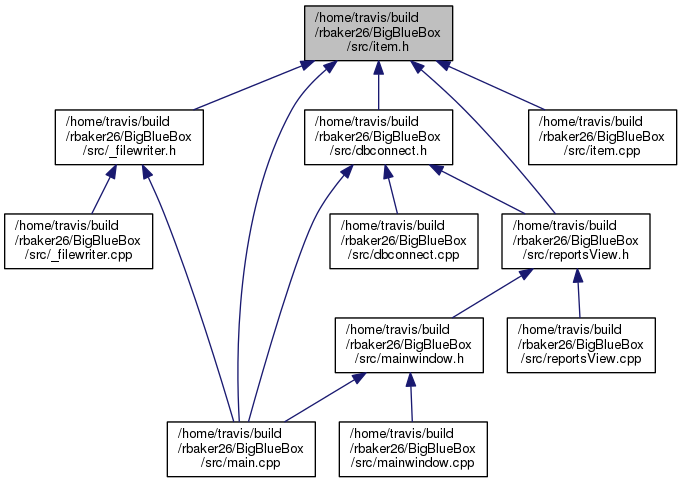 /home/travis/build
/rbaker26/BigBlueBox
/src/item.h
/home/travis/build
/rbaker26/BigBlueBox
/src/_filewriter.h
/home/travis/build
/rbaker26/BigBlueBox
/src/dbconnect.h
/home/travis/build
/rbaker26/BigBlueBox
/src/item.cpp
/home/travis/build
/rbaker26/BigBlueBox
/src/_filewriter.cpp
/home/travis/build
/rbaker26/BigBlueBox
/src/dbconnect.cpp
/home/travis/build
/rbaker26/BigBlueBox
/src/reportsView.h
/home/travis/build
/rbaker26/BigBlueBox
/src/mainwindow.h
/home/travis/build
/rbaker26/BigBlueBox
/src/reportsView.cpp
/home/travis/build
/rbaker26/BigBlueBox
/src/main.cpp
/home/travis/build
/rbaker26/BigBlueBox
/src/mainwindow.cpp